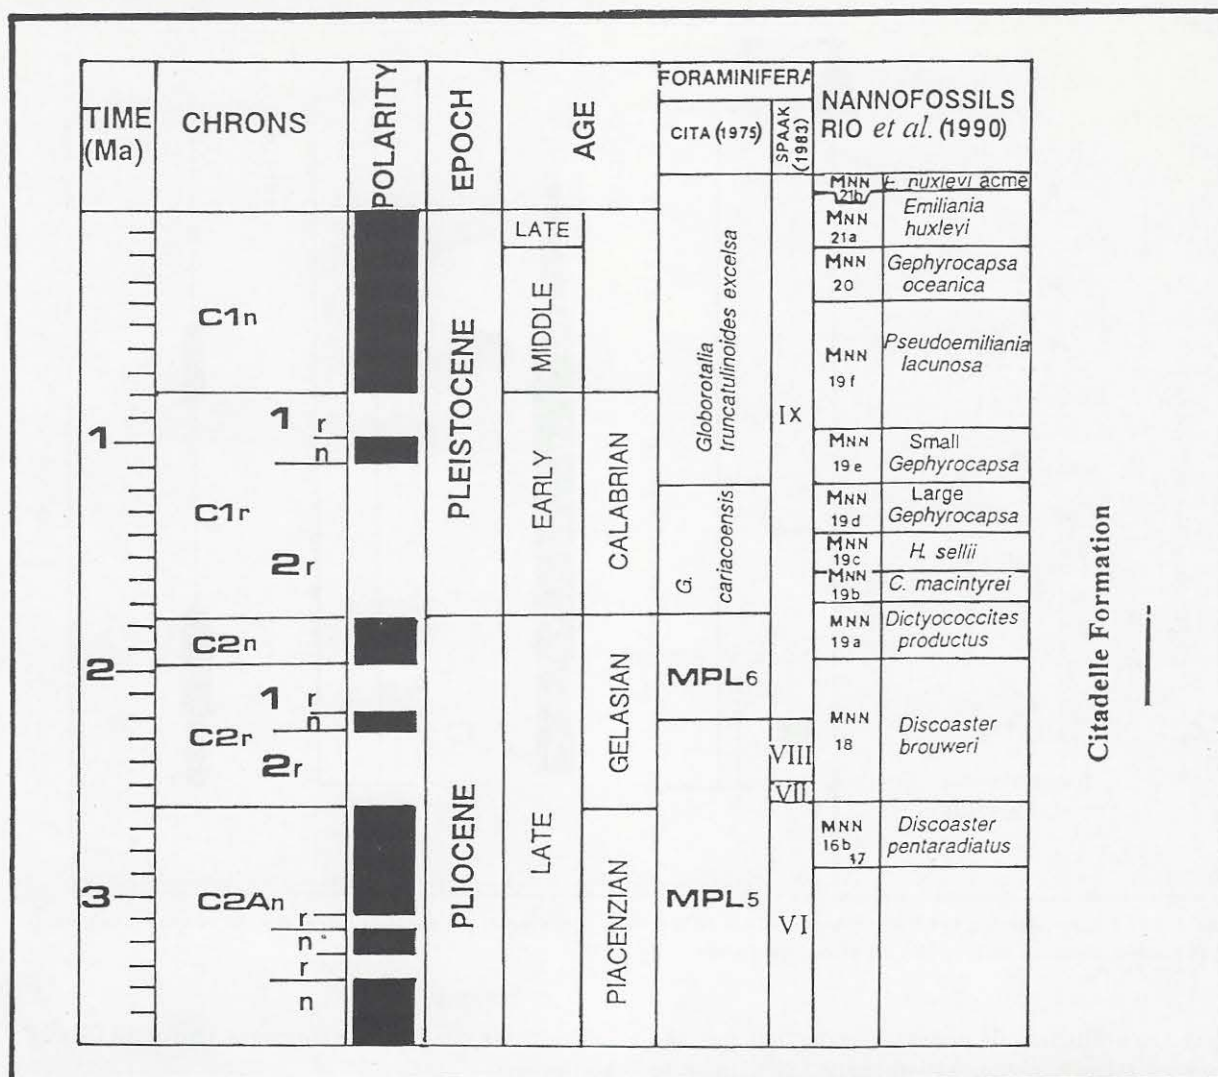 TIME
(Ma)
CHRONS
POLARITY
EPOCH
AGE
FORAMINIFERA
CITA (1975)
SPAAK
(1983)
NANNOFOSSILS
RIO et al. (1990)
1
2
3
C1n
1
r
n
C1r
2r
C2n
1
r
n
C2r
2r
C2An
r
n
r
n
PLEISTOCENE
PLIOCENE
LATE
MIDDLE
EARLY
LATE
CALABRIAN
GELASIAN
PIACENZIAN
Globorotalia
truncatulinoides excelsa
G.
cariacoensis
MPL6
MPL5
IX
VIII
VII
VI
MNN
21b
nuxlevi acme
MNN
21a
Emiliania
huxlevi
MNN
20
Gephyrocapsa
oceanica
MNN
19f
Pseudoemiliania
lacunosa
MNN
19e
Small
Gephyrocapsa
MNN
19d
Large
Gephyrocapsa
MNN
19c
H. sellii
MNN
19b
C. macintyrei
MNN
19a
Dictyococcites
productus
MNN
18
Discoaster
brouweri
MNN
16b
17
Discoaster
pentaradiatus
Citadelle Formation